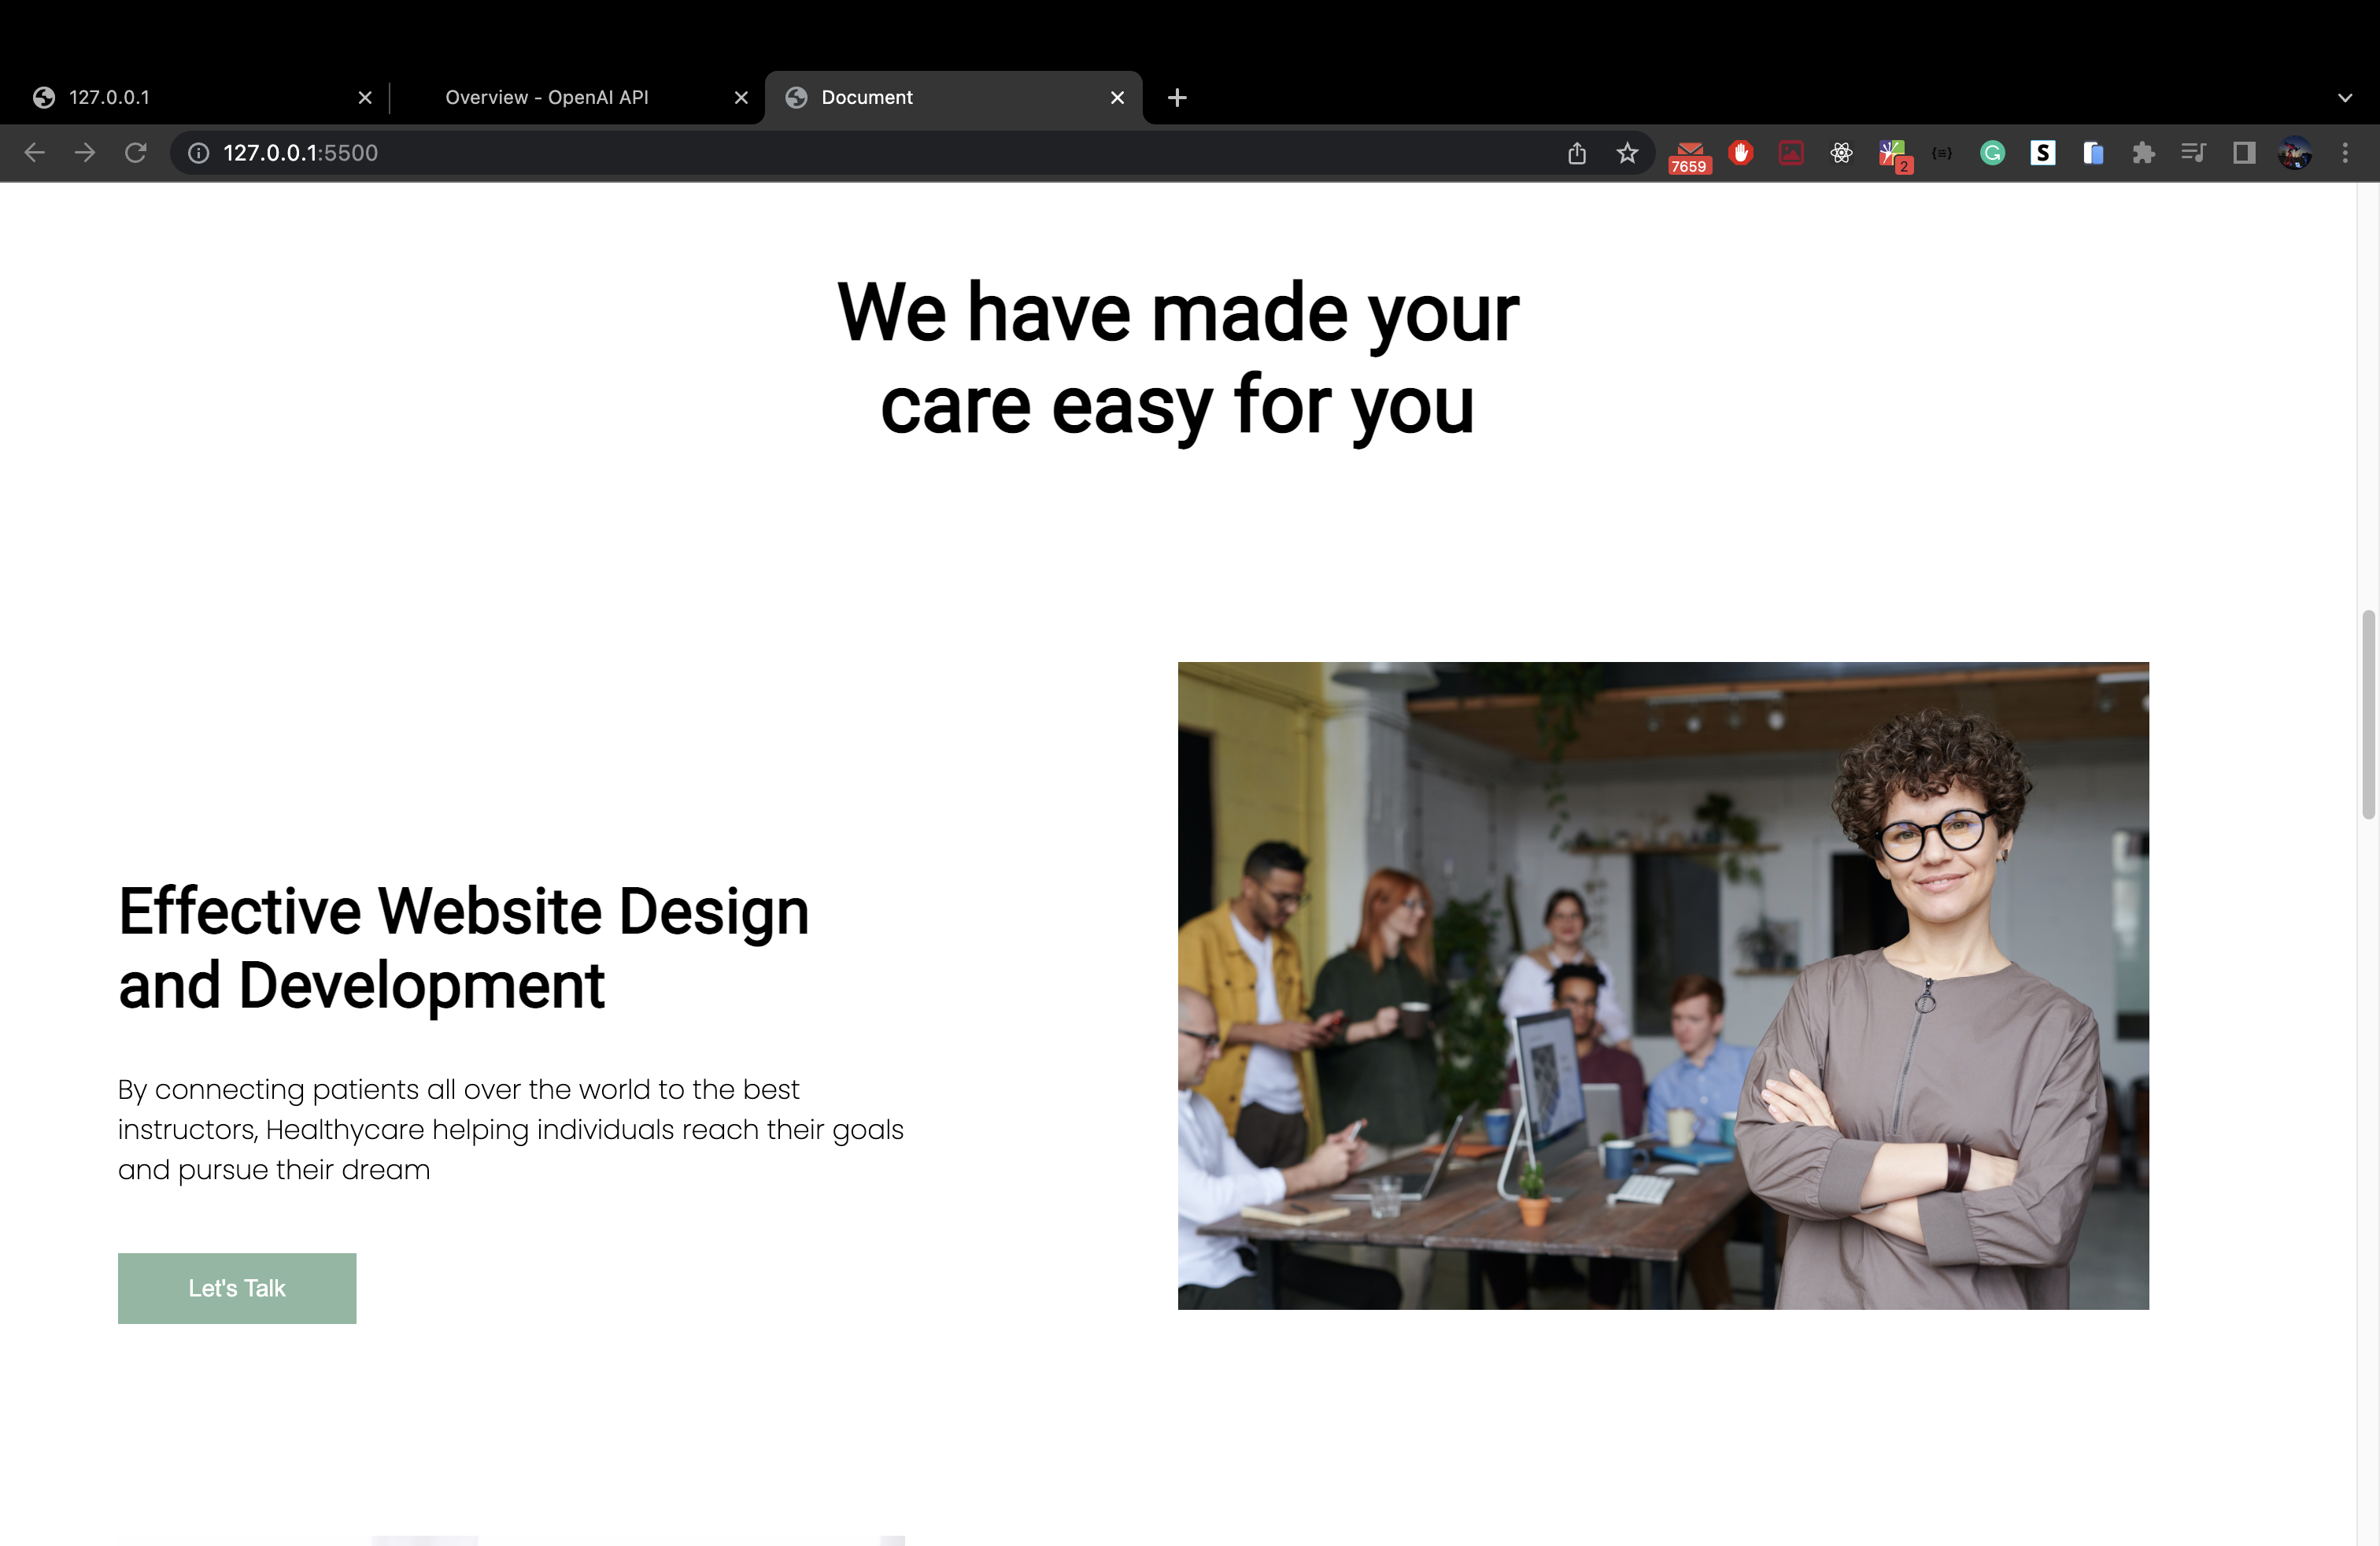 127.0.0.1
Overview - OpenAI API
Document
127.0.0.1:5500
7659
2
We have made your
care easy for you
Effective Website Design
and Development
By connecting patients all over the world to the best
instructors, Healthycare helping individuals reach their goals
and pursue their dream
Let's Talk